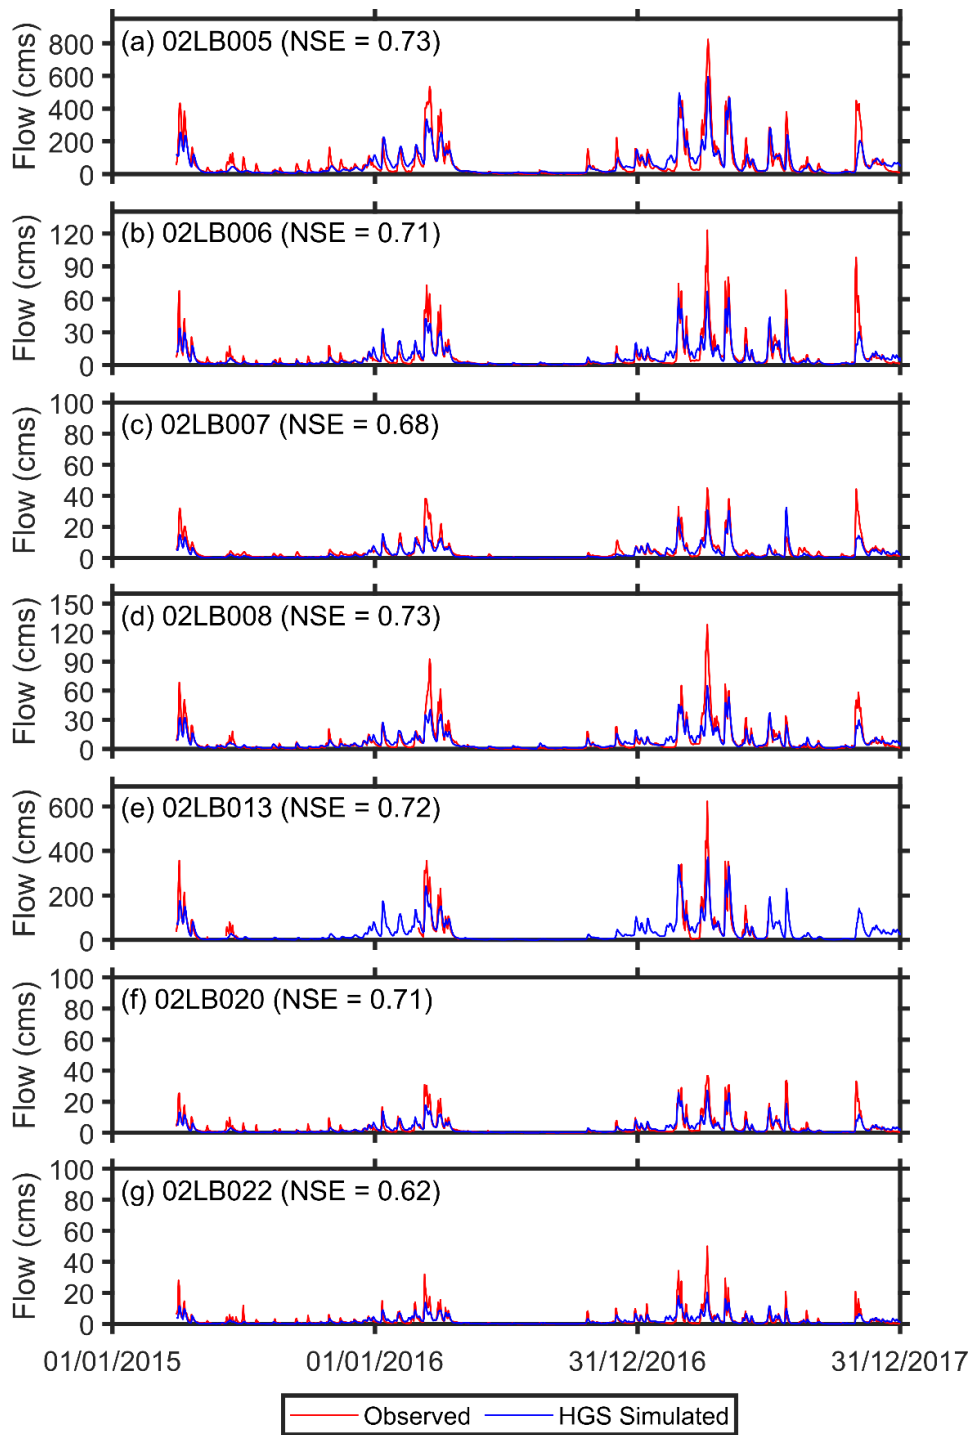 (a) 02LB005 (NSE = 0.73)
Flow (cms)
800
600
400
200
0
(b) 02LB006 (NSE = 0.71)
Flow (cms)
120
90
60
30
0
(c) 02LB007 (NSE = 0.68)
Flow (cms)
100
80
60
40
20
0
(d) 02LB008 (NSE = 0.73)
Flow (cms)
150
120
90
60
30
0
(e) 02LB013 (NSE = 0.72)
Flow (cms)
600
400
200
0
(f) 02LB020 (NSE = 0.71)
Flow (cms)
100
80
60
40
20
0
(g) 02LB022 (NSE = 0.62)
Flow (cms)
100
80
60
40
20
0
01/01/2015 01/01/2016 31/12/2016 31/12/2017
Observed HGS Simulated